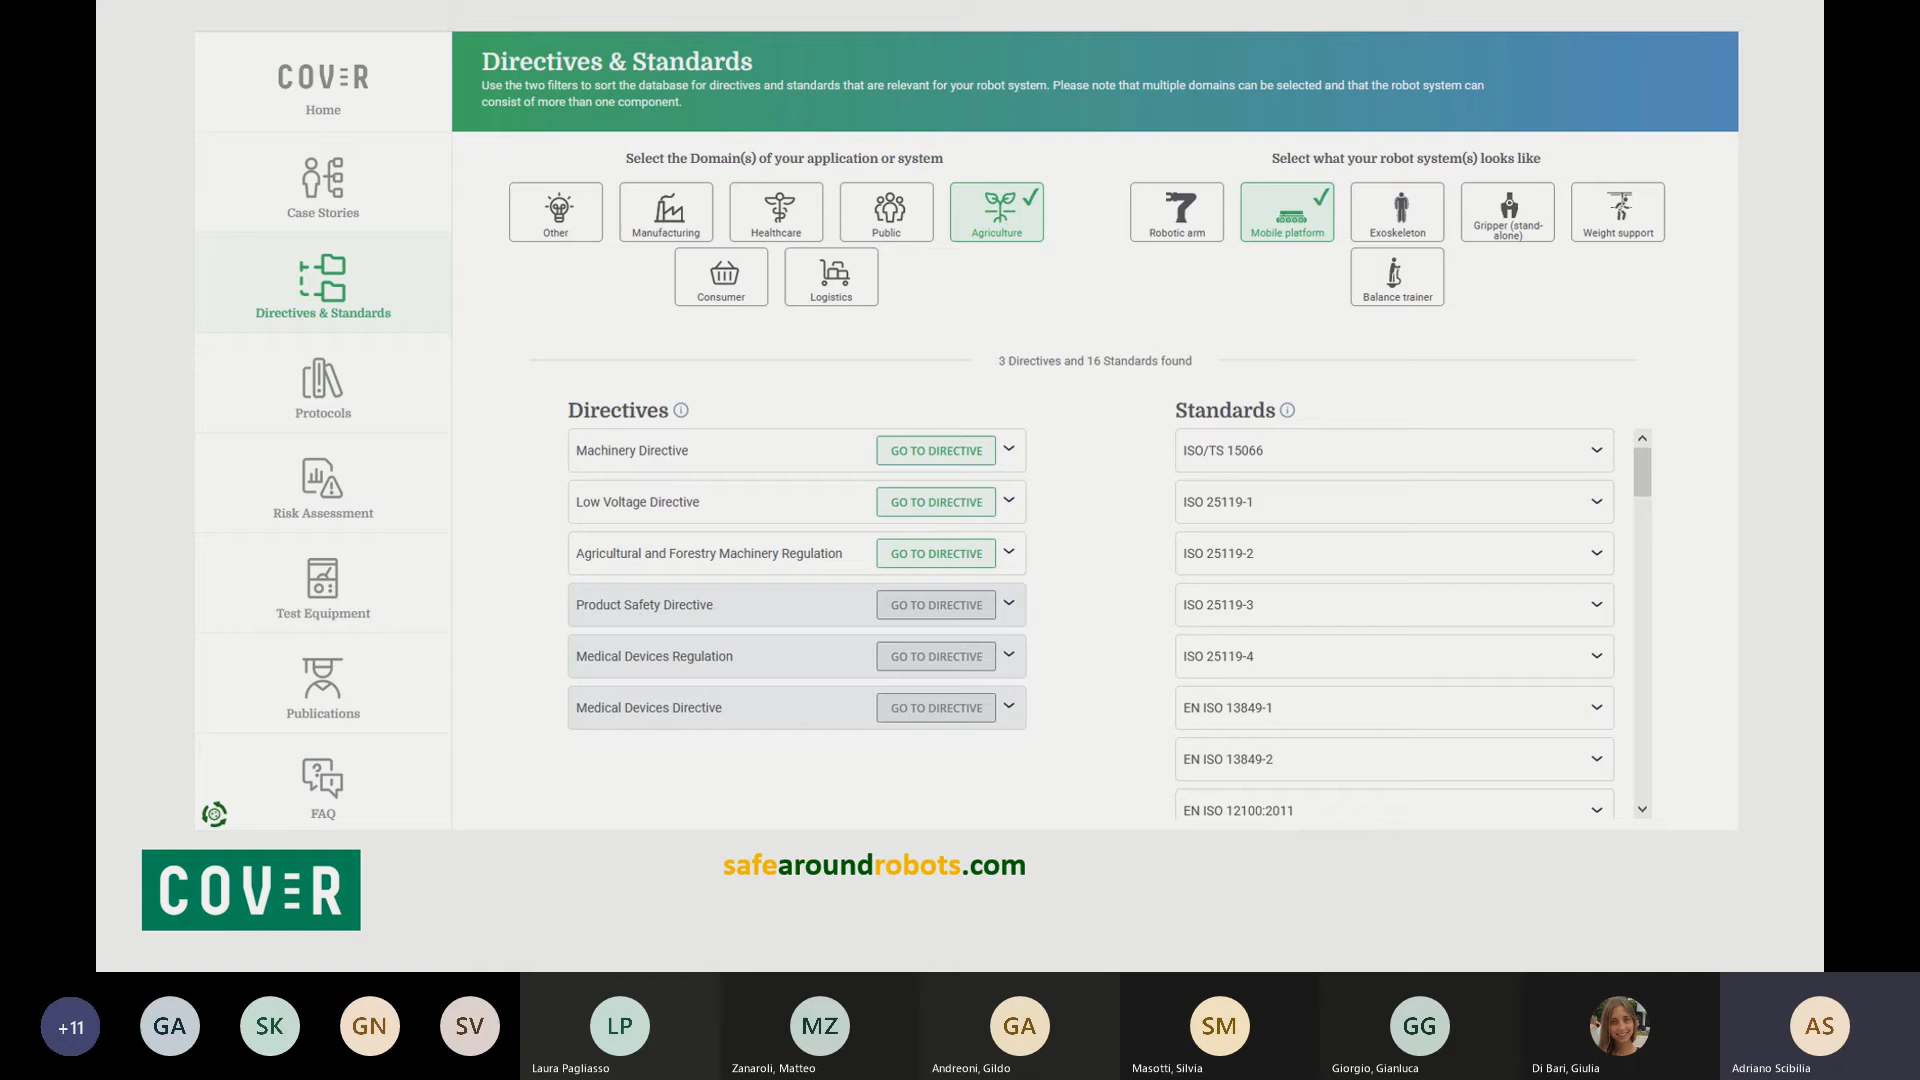 COVER
Home
Case Stories
Directives & Standards
Protocols
Risk Assessment
Test Equipment
Publications
FAQ
Directives & Standards
Use the two filters to sort the database for directives and standards that are relevant for your robot system. Please note that multiple domains can be selected and that the robot system can
consist of more than one component.
Select the Domain(s) of your application or system
Other
Manufacturing
Healthcare
Public
Agriculture
Consumer
Logistics
Select what your robot system(s) looks like
Robotic arm
Mobile platform
Exoskeleton
Gripper (stand-
alone)
Weight support
Balance trainer
3 Directives and 16 Standards found
Directives
Machinery Directive GO TO DIRECTIVE
Low Voltage Directive GO TO DIRECTIVE
Agricultural and Forestry Machinery Regulation GO TO DIRECTIVE
Product Safety Directive GO TO DIRECTIVE
Medical Devices Regulation GO TO DIRECTIVE
Medical Devices Directive GO TO DIRECTIVE
Standards
ISO/TS 15066
ISO 25119-1
ISO 25119-2
ISO 25119-3
ISO 25119-4
EN ISO 13849-1
EN ISO 13849-2
EN ISO 12100:2011
COVER
safearoundrobots.com
+11
GA
SK
GN
SV
LP
Laura Pagliasso
MZ
Zanaroli, Matteo
GA
Andreoni, Gildo
SM
Masotti, Silvia
GG
Giorgio, Gianluca
Di Bari, Giulia
AS
Adriano Scibilia